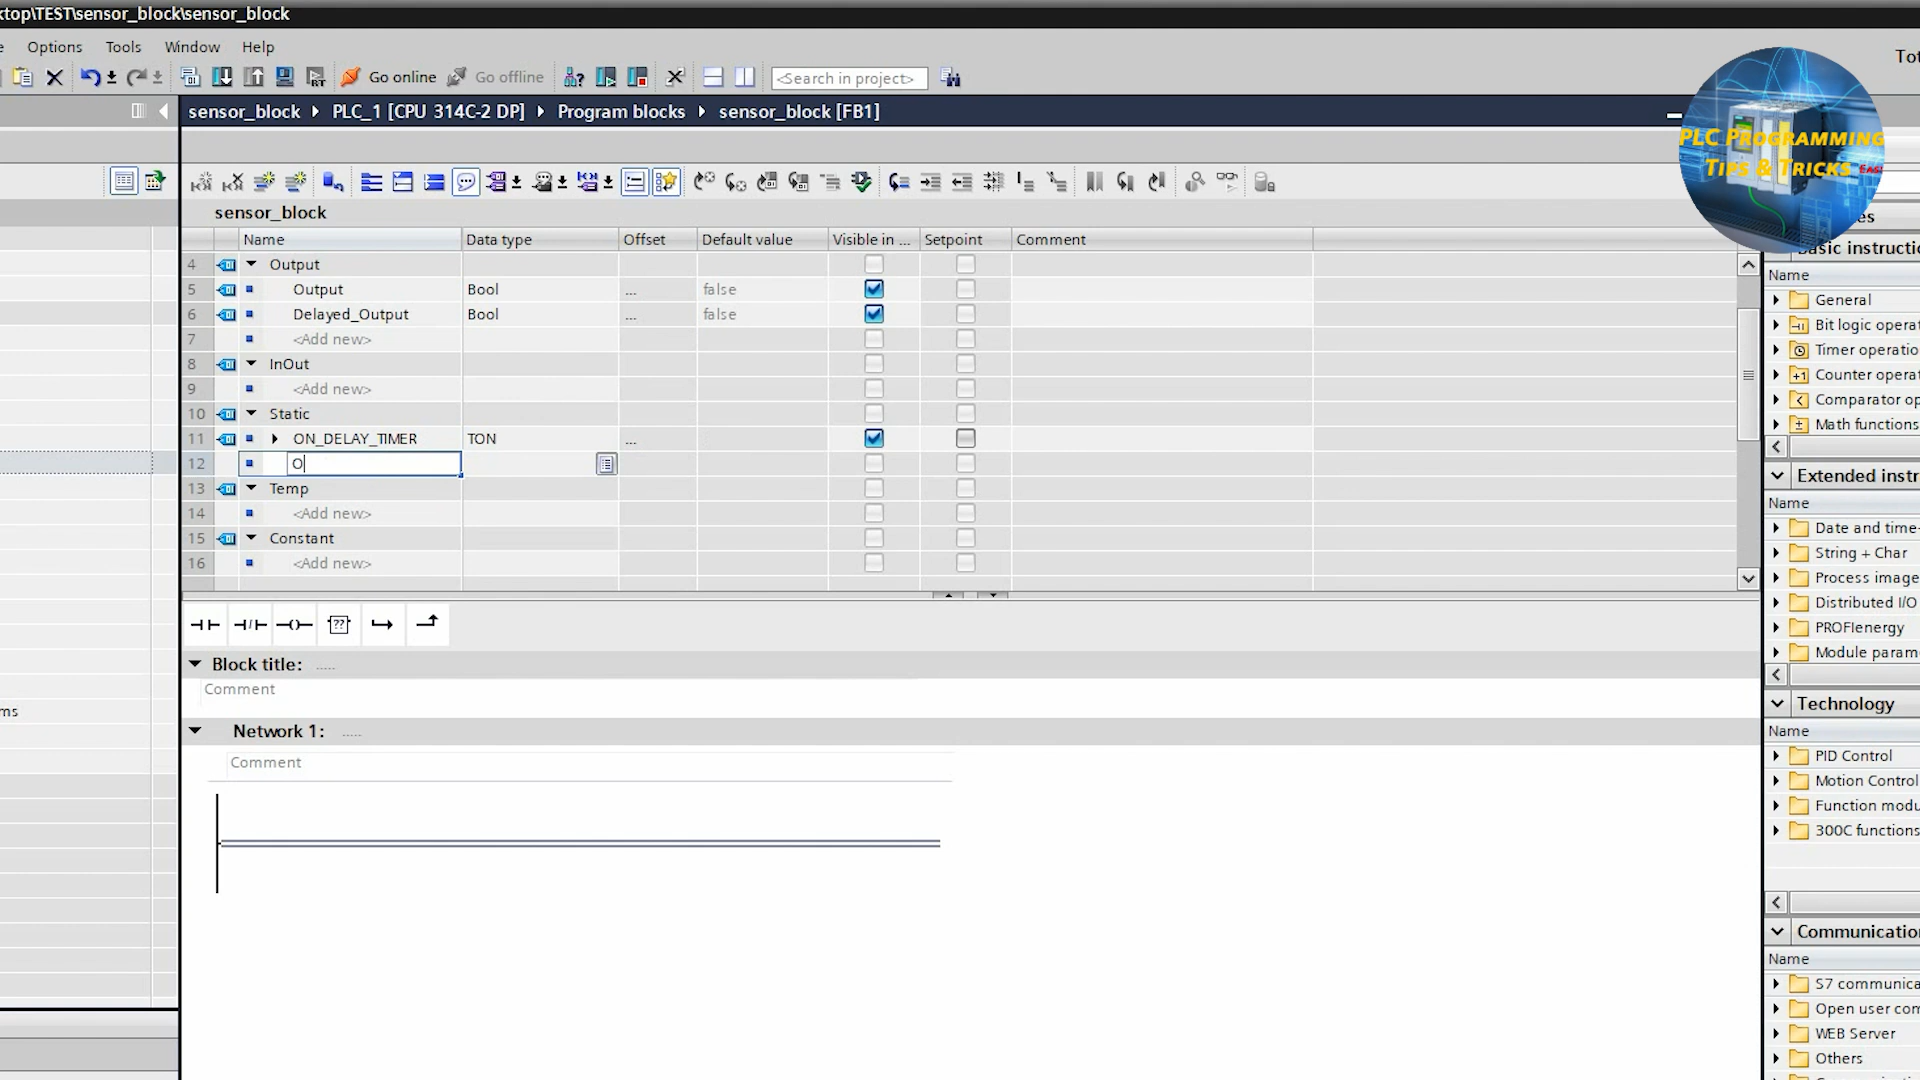 ktop\TEST\sensor_block\sensor_block
e Options Tools Window Help
Tot
Go online Go offline <Search in project>
sensor_block PLC_1 [CPU 314C-2 DP] Program blocks sensor_block [FB1]
PLC PROGRAMMING
TIPS & TRICKS EASY
sensor_block
Name Data type Offset Default value Visible in ... Setpoint Comment
4 Output
5 Output Bool ... false
6 Delayed_Output Bool ... false
7 <Add new>
8 InOut
9 <Add new>
10 Static
11 ON_DELAY_TIMER TON ...
12 O
13 Temp
14 <Add new>
15 Constant
16 <Add new>
Block title: .....
Comment
Network 1: .....
Comment
ms
es
Basic instructio
Name
General
Bit logic operat
Timer operatio
Counter operat
Comparator op
Math functions
Extended instr
Name
Date and time-
String + Char
Process image
Distributed I/O
PROFIenergy
Module param
Technology
Name
PID Control
Motion Control
Function modu
300C functions
Communication
Name
S7 communica
Open user com
WEB Server
Others